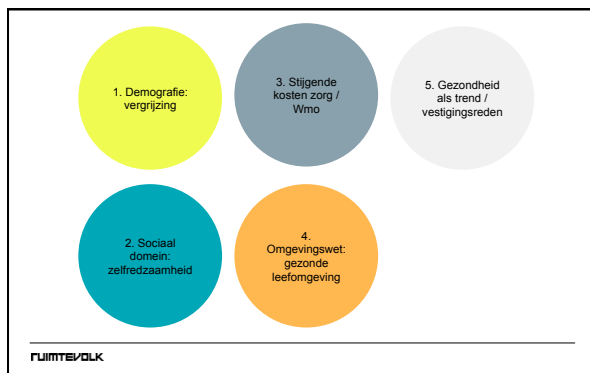 1. Demografie:
vergrijzing
2. Sociaal
domein:
zelfredzaamheid
3. Stijgende
kosten zorg /
Wmo
4.
Omgevingswet:
gezonde
leefomgeving
5. Gezondheid
als trend /
vestigingsreden
RUIMTEVOLK